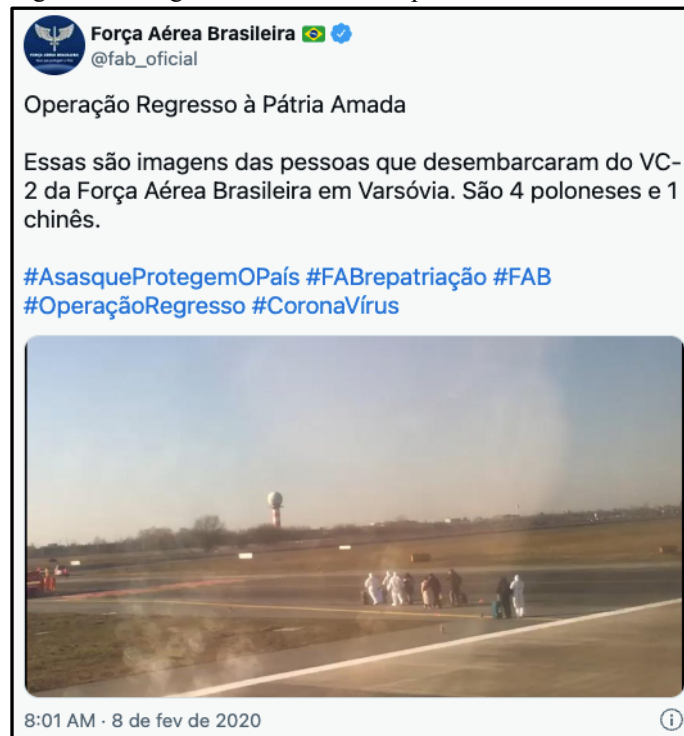 Força Aérea Brasileira
@fab_oficial
Operação Regresso à Pátria Amada
Essas são imagens das pessoas que desembarcaram do VC-
2 da Força Aérea Brasileira em Varsóvia. São 4 poloneses e 1
chinês.
#AsasqueProtegemOPaís #FABrepatriação #FAB
#OperaçãoRegresso #CoronaVírus
8:01 AM · 8 de fev de 2020